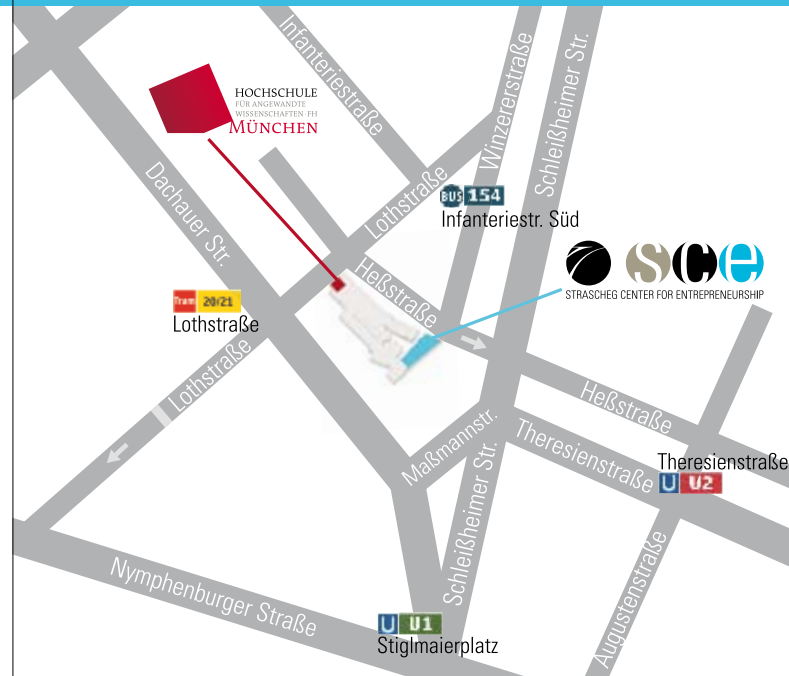 Infanteriestraße
Winzererstraße
Schleißheimer Str.
HOCHSCHULE
FÜR ANGEWANDTE
WISSENSCHAFTEN·FH
MÜNCHEN
Dachauer Str.
Lothstraße
BUS 154
Infanteriestr. Süd
sce
STRASCHEG CENTER FOR ENTREPRENEURSHIP
Heßstraße
Tram 20/21
Lothstraße
Lothstraße
Heßstraße
Maßmannstr.
Theresienstraße
Theresienstraße
U U2
Schleißheimer Str.
Augustenstraße
Nymphenburger Straße
U U1
Stiglmaierplatz